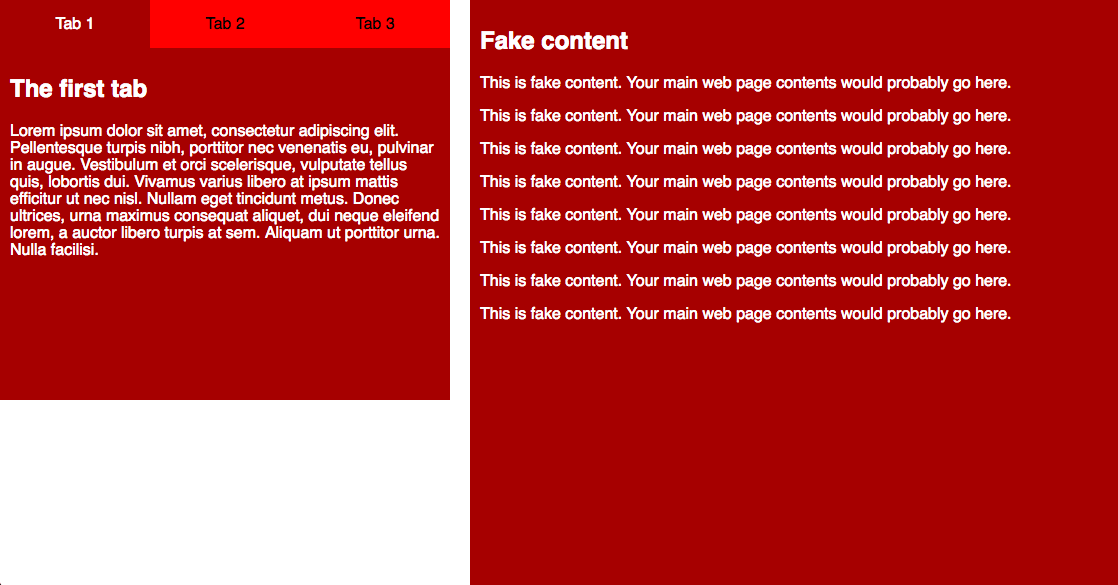 Tab 1
Tab 2
Tab 3
The first tab
Lorem ipsum dolor sit amet, consectetur adipiscing elit.
Pellentesque turpis nibh, porttitor nec venenatis eu, pulvinar
in augue. Vestibulum et orci scelerisque, vulputate tellus
quis, lobortis dui. Vivamus varius libero at ipsum mattis
efficitur ut nec nisl. Nullam eget tincidunt metus. Donec
ultrices, urna maximus consequat aliquet, dui neque eleifend
lorem, a auctor libero turpis at sem. Aliquam ut porttitor urna.
Nulla facilisi.
Fake content
This is fake content. Your main web page contents would probably go here.
This is fake content. Your main web page contents would probably go here.
This is fake content. Your main web page contents would probably go here.
This is fake content. Your main web page contents would probably go here.
This is fake content. Your main web page contents would probably go here.
This is fake content. Your main web page contents would probably go here.
This is fake content. Your main web page contents would probably go here.
This is fake content. Your main web page contents would probably go here.